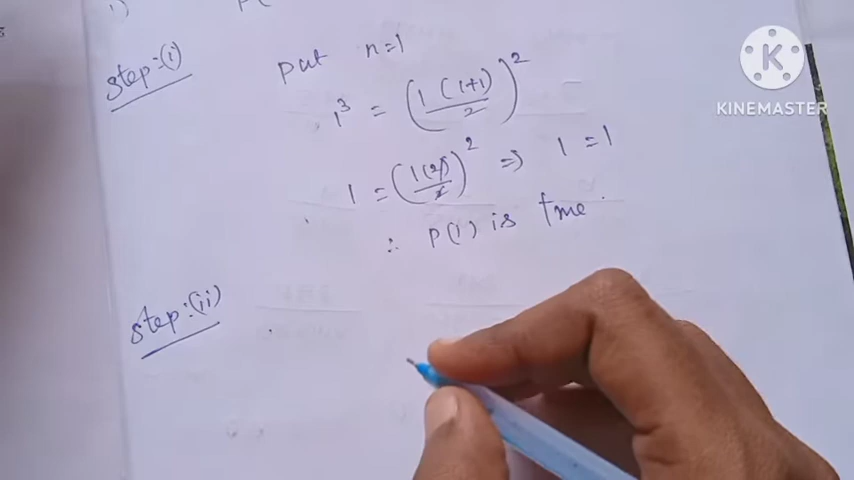 i) P(
step:(i) put n=1
1³ = (1(1+1)/2)²
1 = (1(2)/2)² ⇒ 1 = 1
∴ P(1) is true.
step:(ii)
KINEMASTER